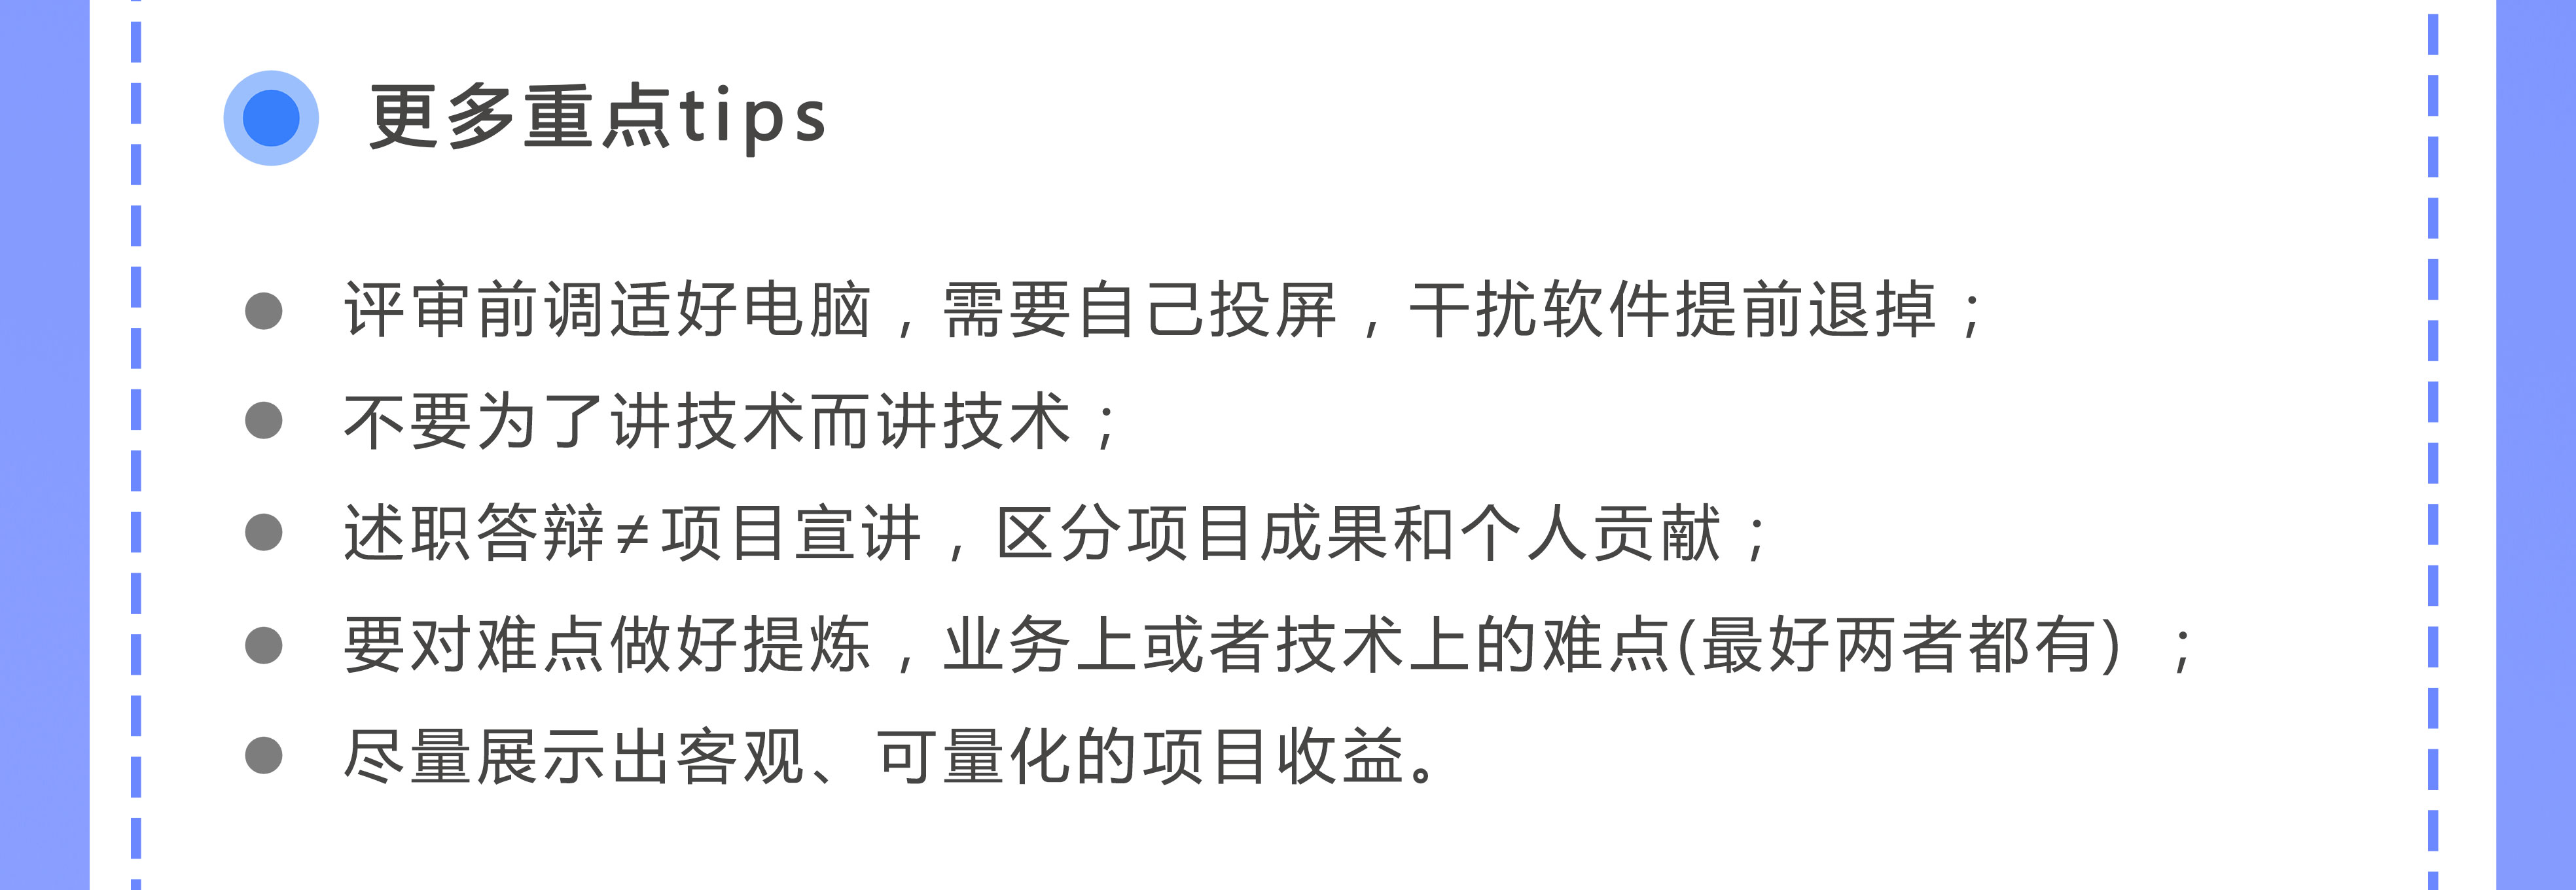 更多重点tips
评审前调适好电脑，需要自己投屏，干扰软件提前退掉；
不要为了讲技术而讲技术；
述职答辩≠项目宣讲，区分项目成果和个人贡献；
要对难点做好提炼，业务上或者技术上的难点(最好两者都有) ；
尽量展示出客观、可量化的项目收益。